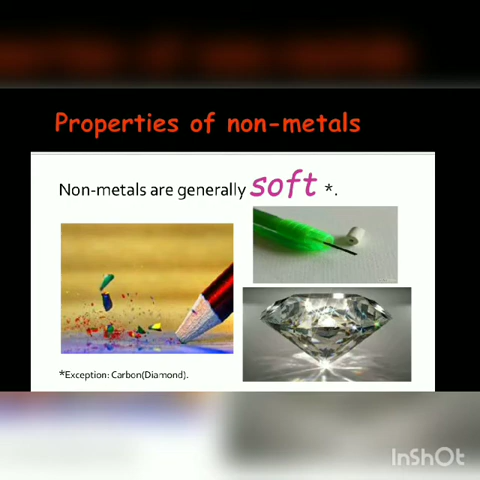 Properties of non-metals
Non-metals are generally soft *.
*Exception: Carbon(Diamond).
InShOt